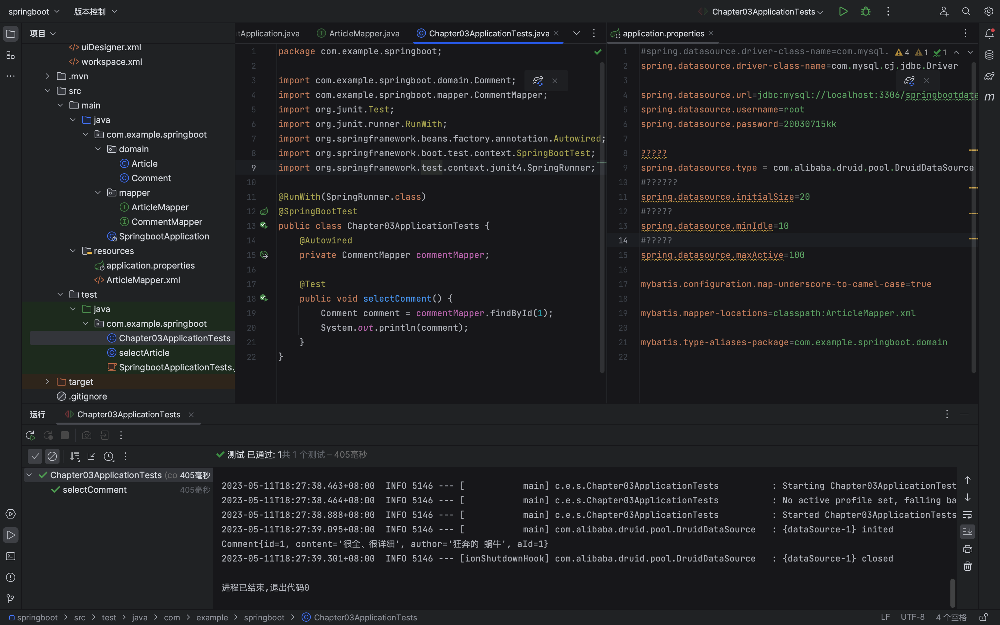 springboot 版本控制 Chapter03ApplicationTests
项目
uiDesigner.xml
workspace.xml
.mvn
src
main
java
com.example.springboot
domain
Article
Comment
mapper
ArticleMapper
CommentMapper
SpringbootApplication
resources
application.properties
ArticleMapper.xml
test
java
com.example.springboot
Chapter03ApplicationTests
selectArticle
SpringbootApplicationTests.
target
.gitignore
tApplication.java ArticleMapper.java Chapter03ApplicationTests.java
1 package com.example.springboot;
2
3 import com.example.springboot.domain.Comment;
4 import com.example.springboot.mapper.CommentMapper;
5 import org.junit.Test;
6 import org.junit.runner.RunWith;
7 import org.springframework.beans.factory.annotation.Autowired;
8 import org.springframework.boot.test.context.SpringBootTest;
9 import org.springframework.test.context.junit4.SpringRunner;
10
11 @RunWith(SpringRunner.class)
12 @SpringBootTest
13 public class Chapter03ApplicationTests {
14 @Autowired
15 private CommentMapper commentMapper;
16
17 @Test
18 public void selectComment() {
19 Comment comment = commentMapper.findById(1);
20 System.out.println(comment);
21 }
22 }
application.properties
1 #spring.datasource.driver-class-name=com.mysql. 4 1 1
2 spring.datasource.driver-class-name=com.mysql.cj.jdbc.Driver
3
4 spring.datasource.url=jdbc:mysql://localhost:3306/springbootdata
5 spring.datasource.username=root
6 spring.datasource.password=20030715kk
7
8 ?????
9 spring.datasource.type = com.alibaba.druid.pool.DruidDataSource
10 #??????
11 spring.datasource.initialSize=20
12 #?????
13 spring.datasource.minIdle=10
14 #?????
15 spring.datasource.maxActive=100
16
17 mybatis.configuration.map-underscore-to-camel-case=true
18
19 mybatis.mapper-locations=classpath:ArticleMapper.xml
20
21 mybatis.type-aliases-package=com.example.springboot.domain
22
m
运行 Chapter03ApplicationTests
测试 已通过: 1共 1 个测试 – 405毫秒
Chapter03ApplicationTests (co 405毫秒
selectComment 405毫秒
2023-05-11T18:27:38.463+08:00 INFO 5146 --- [ main] c.e.s.Chapter03ApplicationTests : Starting Chapter03ApplicationTest
2023-05-11T18:27:38.464+08:00 INFO 5146 --- [ main] c.e.s.Chapter03ApplicationTests : No active profile set, falling ba
2023-05-11T18:27:38.888+08:00 INFO 5146 --- [ main] c.e.s.Chapter03ApplicationTests : Started Chapter03ApplicationTests
2023-05-11T18:27:39.095+08:00 INFO 5146 --- [ main] com.alibaba.druid.pool.DruidDataSource : {dataSource-1} inited
Comment{id=1, content='很全、很详细', author='狂奔的 蜗牛', aId=1}
2023-05-11T18:27:39.301+08:00 INFO 5146 --- [ionShutdownHook] com.alibaba.druid.pool.DruidDataSource : {dataSource-1} closed
进程已结束,退出代码0
springboot > src > test > java > com > example > springboot > Chapter03ApplicationTests LF UTF-8 4 个空格